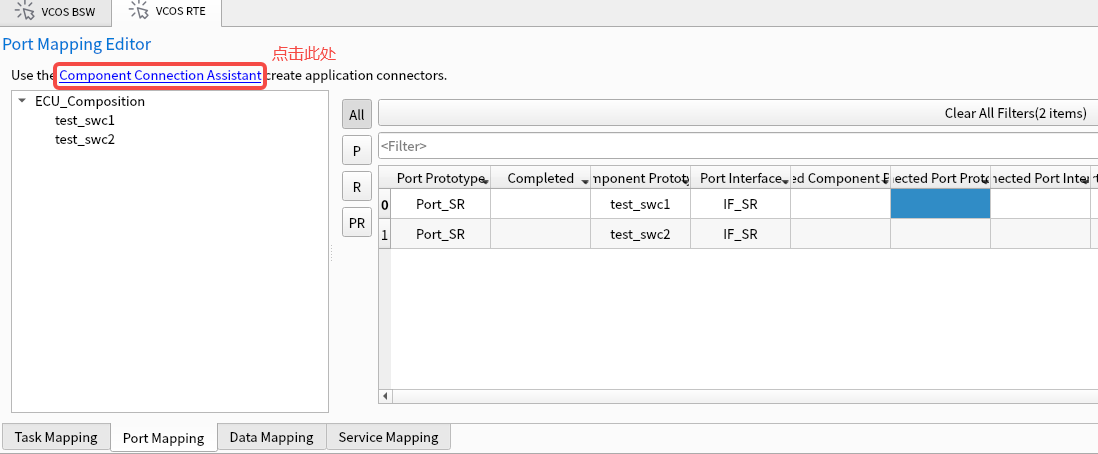 VCOS BSW
VCOS RTE
Port Mapping Editor
点击此处
Use the Component Connection Assistant create application connectors.
ECU_Composition
test_swc1
test_swc2
All
P
R
PR
Clear All Filters(2 items)
<Filter>
Port Prototype Completed mponent Protot Port Interface ed Component P nected Port Proto nected Port Inter
0 Port_SR test_swc1 IF_SR
1 Port_SR test_swc2 IF_SR
Task Mapping Port Mapping Data Mapping Service Mapping